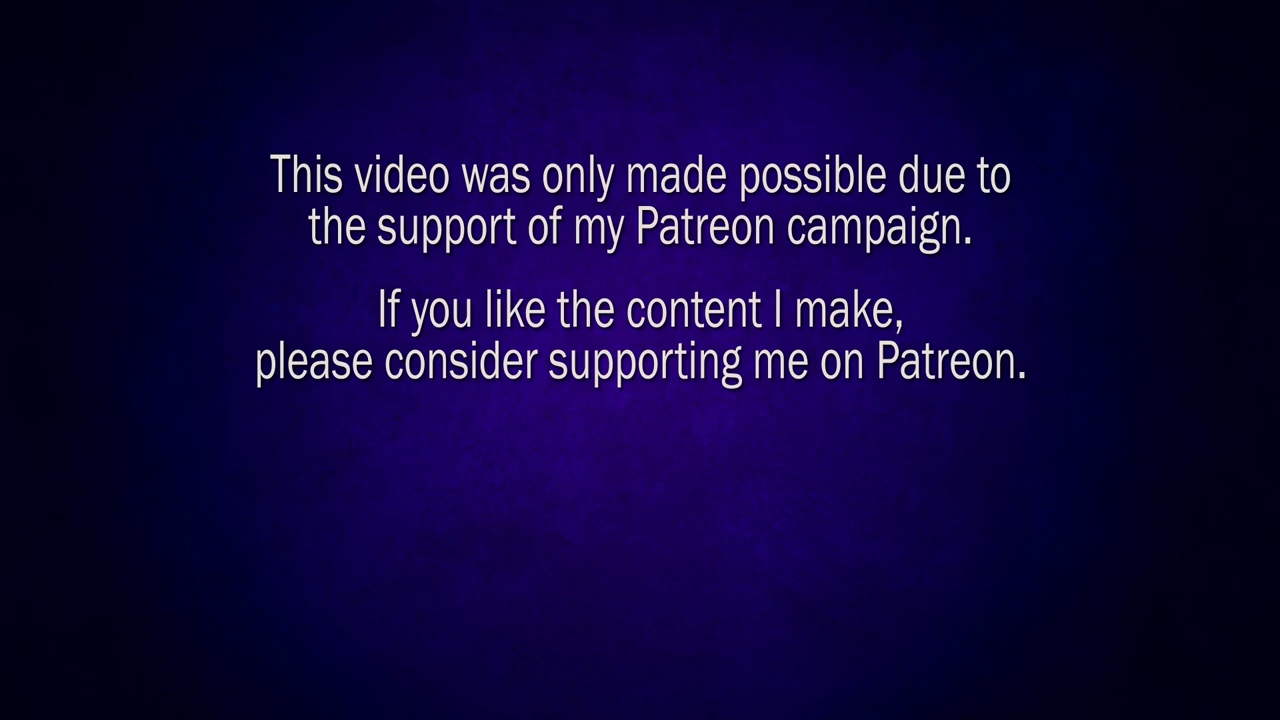 This video was only made possible due to
the support of my Patreon campaign.
If you like the content I make,
please consider supporting me on Patreon.